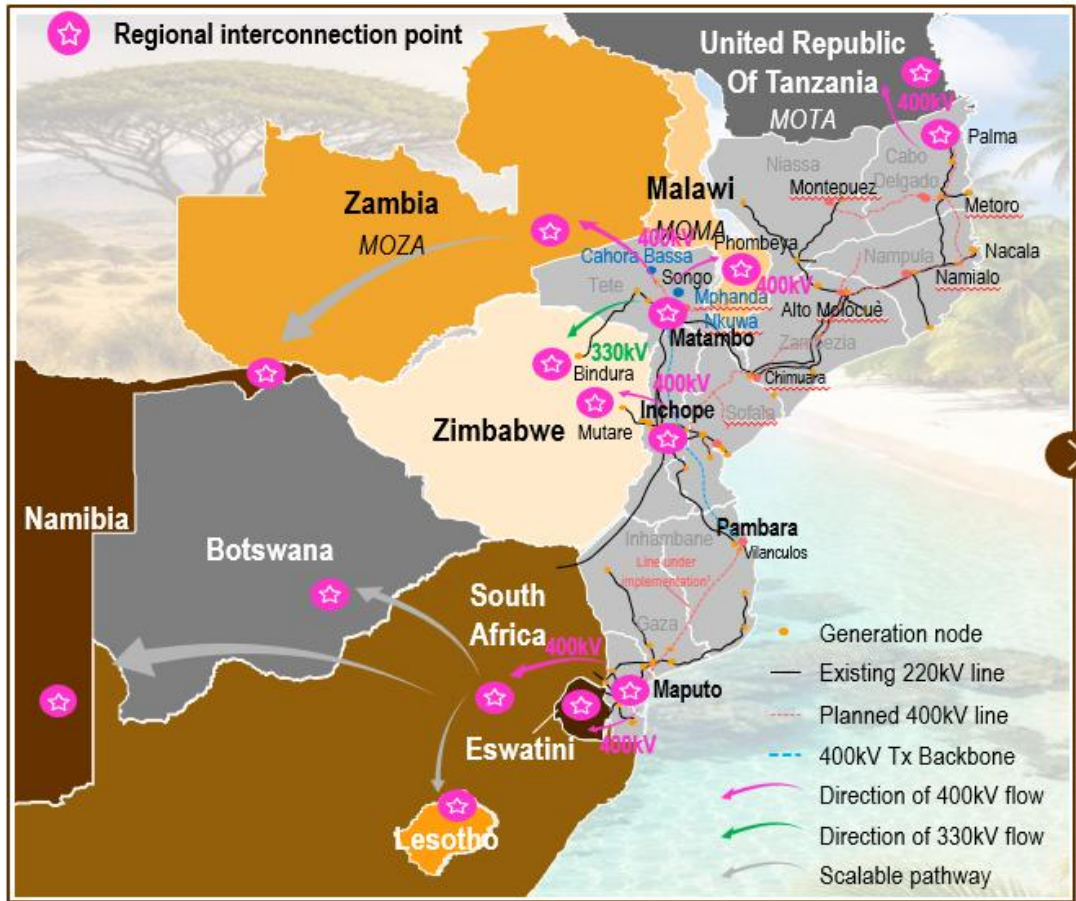 Regional interconnection point
United Republic
Of Tanzania
MOTA
400kV
Palma
Niassa
Cabo
Delgado
Montepuez
Metoro
Malawi
MOMA
Zambia
MOZA
400kV
Phombeya
Cahora Bassa
Songo
400kV
Nampula
Nacala
Namialo
Tete
Mphanda
Nkuwa
Alto Molocuè
Matambo
Zambezia
330kV
Bindura
400kV
Chimuara
Mutare
Inchope
Sofala
Zimbabwe
Namibia
Botswana
Pambara
Vilanculos
Inhambane
Line under
implementation¹
South
Africa
Gaza
400kV
Maputo
Eswatini
400kV
Lesotho
Generation node
Existing 220kV line
Planned 400kV line
400kV Tx Backbone
Direction of 400kV flow
Direction of 330kV flow
Scalable pathway